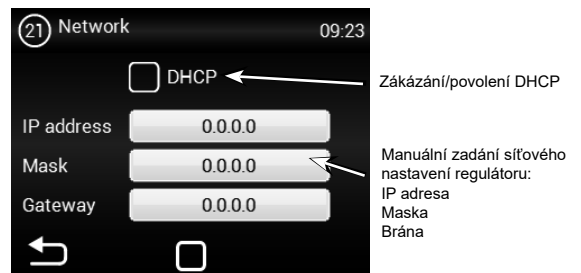 21 Network 09:23
DHCP
Zákázání/povolení DHCP
IP address 0.0.0.0
Mask 0.0.0.0
Gateway 0.0.0.0
Manuální zadání síťového
nastavení regulátoru:
IP adresa
Maska
Brána